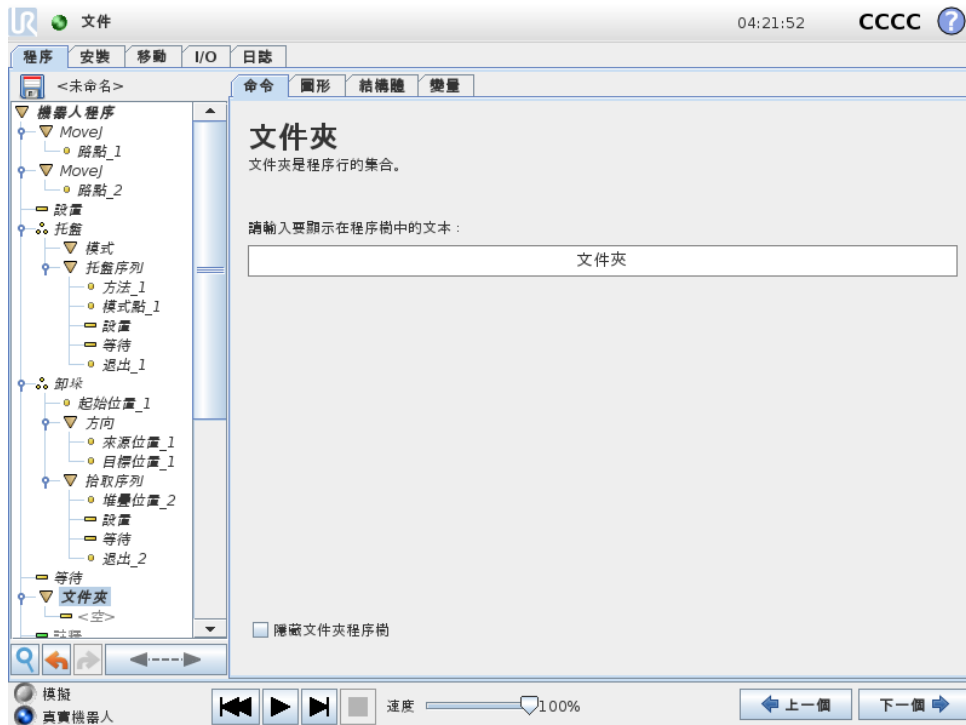 UR 文件 04:21:52 CCCC ?
程序 安裝 移動 I/O 日誌
<未命名>
命令 圖形 結構體 變量
機器人程序
MoveJ
路點_1
MoveJ
路點_2
設置
托盤
模式
托盤序列
方法_1
模式點_1
設置
等待
退出_1
卸垛
起始位置_1
方向
來源位置_1
目標位置_1
拾取序列
堆疊位置_2
設置
等待
退出_2
等待
文件夾
<空>
註釋
文件夾
文件夾是程序行的集合。
請輸入要顯示在程序樹中的文本：
文件夾
隱藏文件夾程序樹
模擬
真實機器人
速度 100%
上一個 下一個